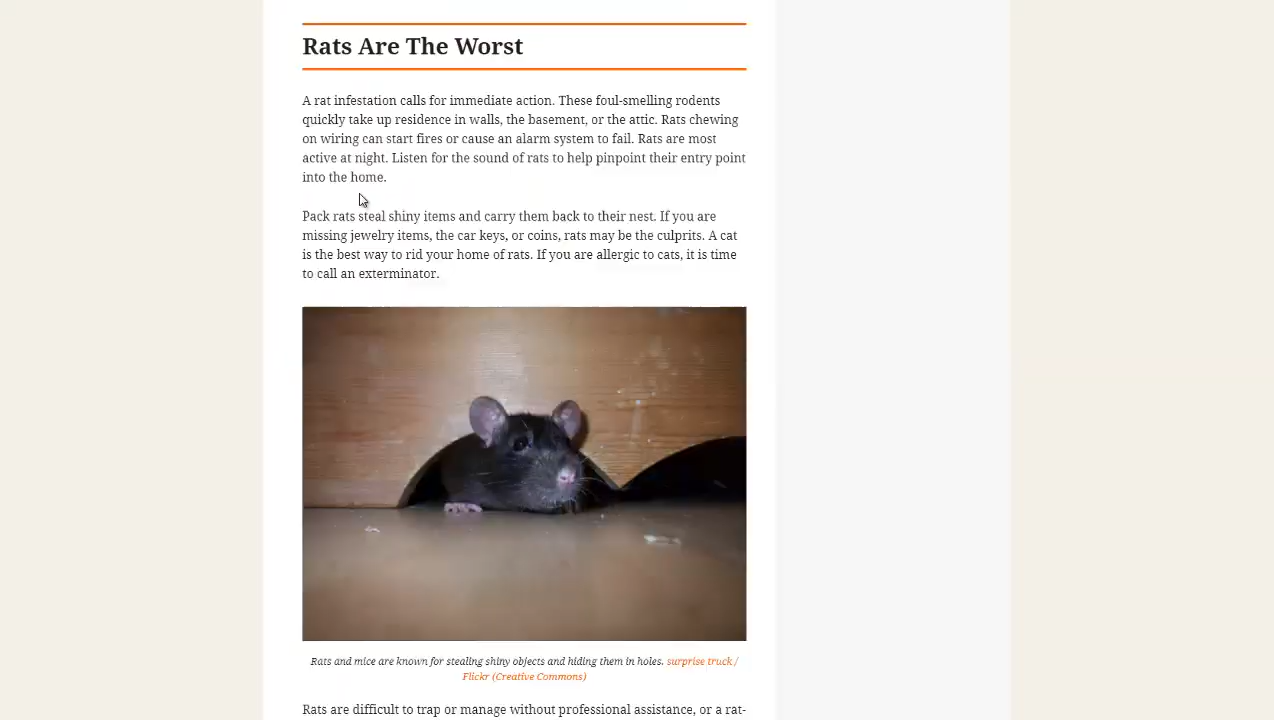 Rats Are The Worst
A rat infestation calls for immediate action. These foul-smelling rodents
quickly take up residence in walls, the basement, or the attic. Rats chewing
on wiring can start fires or cause an alarm system to fail. Rats are most
active at night. Listen for the sound of rats to help pinpoint their entry point
into the home.
Pack rats steal shiny items and carry them back to their nest. If you are
missing jewelry items, the car keys, or coins, rats may be the culprits. A cat
is the best way to rid your home of rats. If you are allergic to cats, it is time
to call an exterminator.
Rats and mice are known for stealing shiny objects and hiding them in holes. surprise truck /
Flickr (Creative Commons)
Rats are difficult to trap or manage without professional assistance, or a rat-